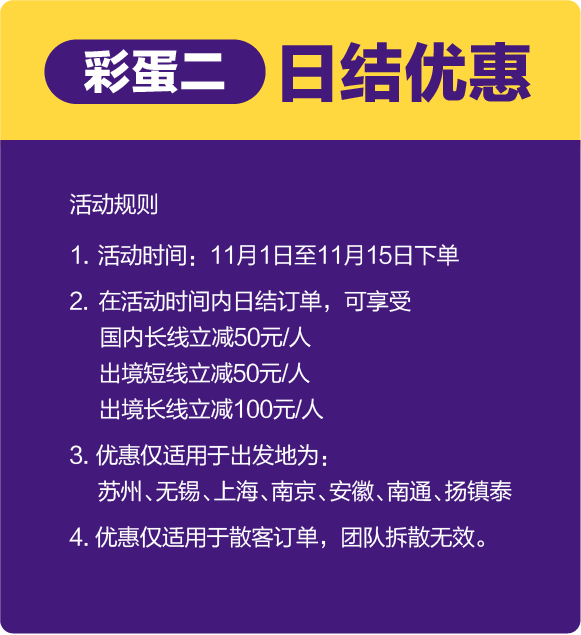 彩蛋二 日结优惠
活动规则
1. 活动时间：11月1日至11月15日下单
2. 在活动时间内日结订单，可享受
国内长线立减50元/人
出境短线立减50元/人
出境长线立减100元/人
3. 优惠仅适用于出发地为：
苏州、无锡、上海、南京、安徽、南通、扬镇泰
4. 优惠仅适用于散客订单，团队拆散无效。